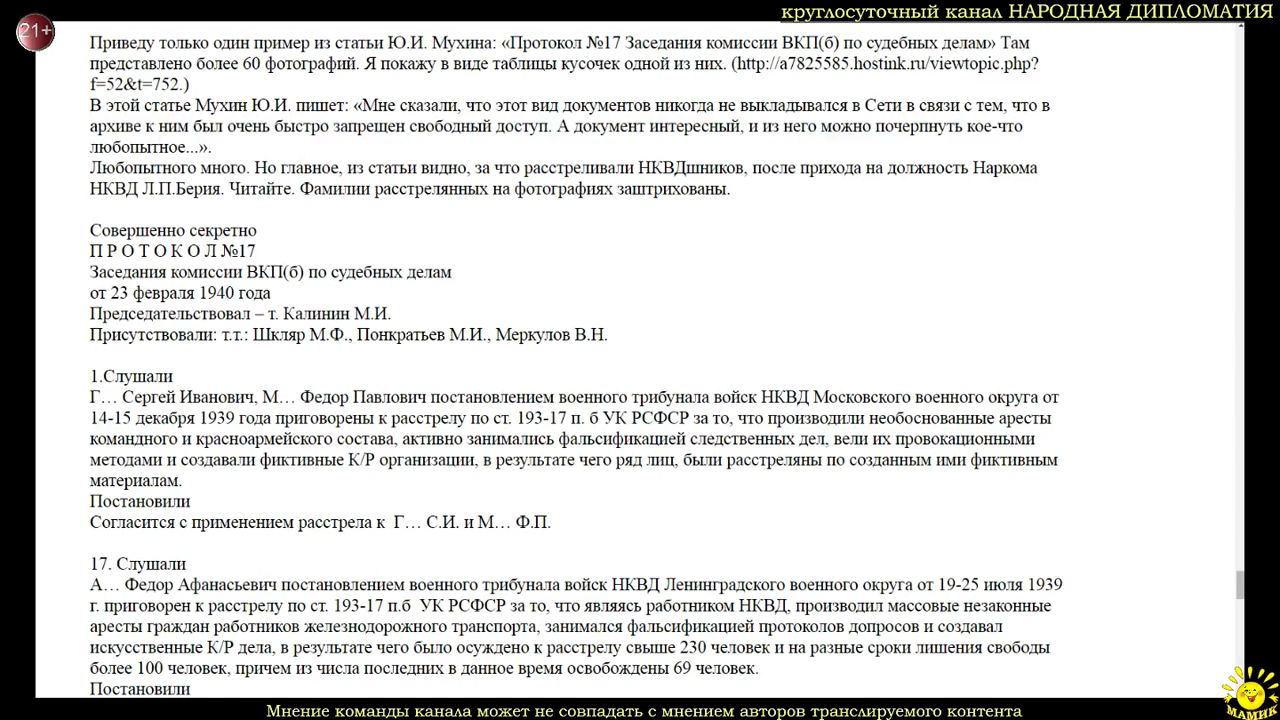 круглосуточный канал НАРОДНАЯ ДИПЛОМАТИЯ
21+
Приведу только один пример из статьи Ю.И. Мухина: «Протокол №17 Заседания комиссии ВКП(б) по судебных делам» Там
представлено более 60 фотографий. Я покажу в виде таблицы кусочек одной из них. (http://a7825585.hostink.ru/viewtopic.php?
f=52&t=752.)
В этой статье Мухин Ю.И. пишет: «Мне сказали, что этот вид документов никогда не выкладывался в Сети в связи с тем, что в
архиве к ним был очень быстро запрещен свободный доступ. А документ интересный, и из него можно почерпнуть кое-что
любопытное...».
Любопытного много. Но главное, из статьи видно, за что расстреливали НКВДшников, после прихода на должность Наркома
НКВД Л.П.Берия. Читайте. Фамилии расстрелянных на фотографиях заштрихованы.
Совершенно секретно
П Р О Т О К О Л №17
Заседания комиссии ВКП(б) по судебных делам
от 23 февраля 1940 года
Председательствовал – т. Калинин М.И.
Присутствовали: т.т.: Шкляр М.Ф., Понкратьев М.И., Меркулов В.Н.
1.Слушали
Г… Сергей Иванович, М… Федор Павлович постановлением военного трибунала войск НКВД Московского военного округа от
14-15 декабря 1939 года приговорены к расстрелу по ст. 193-17 п. б УК РСФСР за то, что производили необоснованные аресты
командного и красноармейского состава, активно занимались фальсификацией следственных дел, вели их провокационными
методами и создавали фиктивные К/Р организации, в результате чего ряд лиц, были расстреляны по созданным ими фиктивным
материалам.
Постановили
Согласится с применением расстрела к Г… С.И. и М… Ф.П.
17. Слушали
А… Федор Афанасьевич постановлением военного трибунала войск НКВД Ленинградского военного округа от 19-25 июля 1939
г. приговорен к расстрелу по ст. 193-17 п.б УК РСФСР за то, что являясь работником НКВД, производил массовые незаконные
аресты граждан работников железнодорожного транспорта, занимался фальсификацией протоколов допросов и создавал
искусственные К/Р дела, в результате чего было осуждено к расстрелу свыше 230 человек и на разные сроки лишения свободы
более 100 человек, причем из числа последних в данное время освобождены 69 человек.
Постановили
Мнение команды канала может не совпадать с мнением авторов транслируемого контента
МАМИК